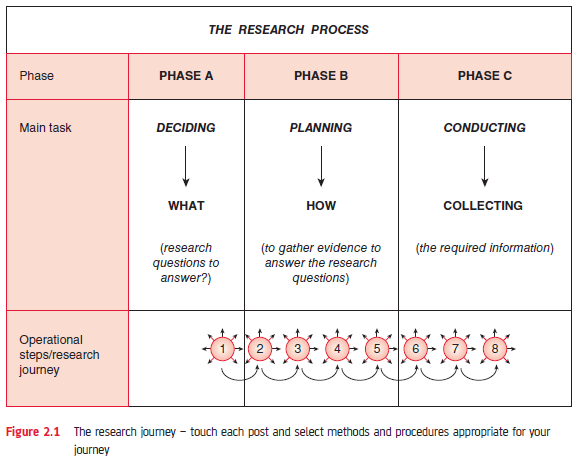 THE RESEARCH PROCESS
Phase
PHASE A
PHASE B
PHASE C
Main task
DECIDING
PLANNING
CONDUCTING
WHAT
HOW
COLLECTING
(research
questions to
answer?)
(to gather evidence to
answer the research
questions)
(the required information)
Operational
steps/research
journey
1 2 3 4 5 6 7 8
Figure 2.1 The research journey – touch each post and select methods and procedures appropriate for your
journey